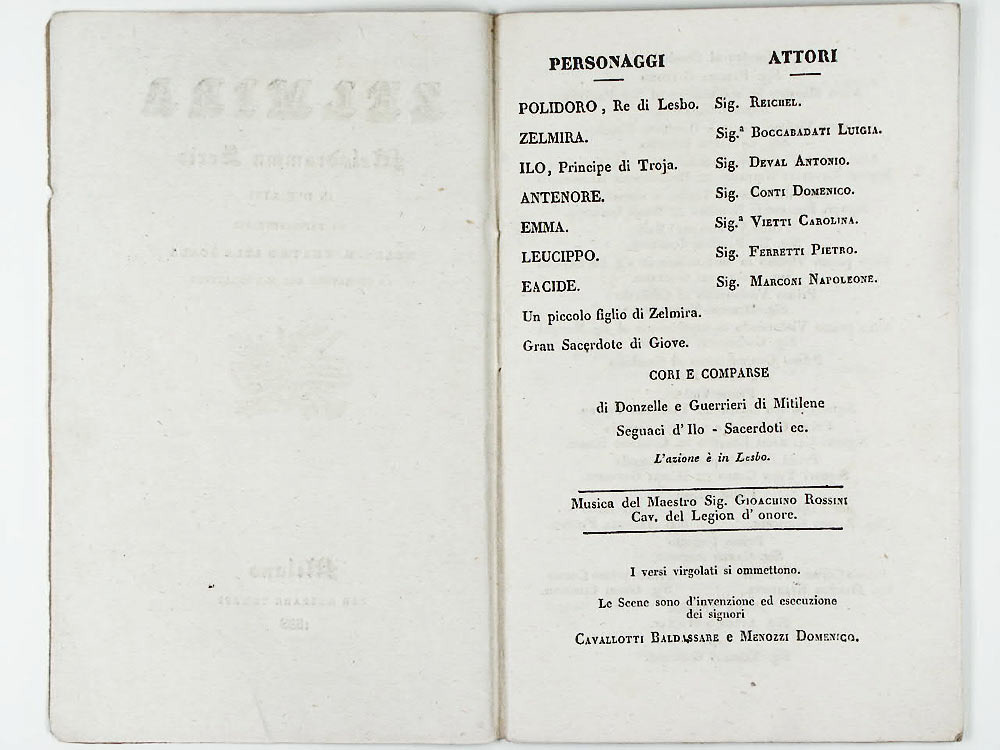 PERSONAGGI ATTORI
POLIDORO, Re di Lesbo. Sig. REICHEL.
ZELMIRA. Sig.ª BOCCABADATI LUIGIA.
ILO, Principe di Troja. Sig. DEVAL ANTONIO.
ANTENORE. Sig. CONTI DOMENICO.
EMMA. Sig.ª VIETTI CAROLINA.
LEUCIPPO. Sig. FERRETTI PIETRO.
EACIDE. Sig. MARCONI NAPOLEONE.
Un piccolo figlio di Zelmira.
Gran Sacerdote di Giove.
CORI E COMPARSE
di Donzelle e Guerrieri di Mitilene
Seguaci d'Ilo - Sacerdoti ec.
L'azione è in Lesbo.
Musica del Maestro Sig. GIOACHINO ROSSINI
Cav. del Legion d'onore.
I versi virgolati si ommettono.
Le Scene sono d'invenzione ed esecuzione
dei signori
CAVALLOTTI BALDASSARE e MENOZZI DOMENICO.